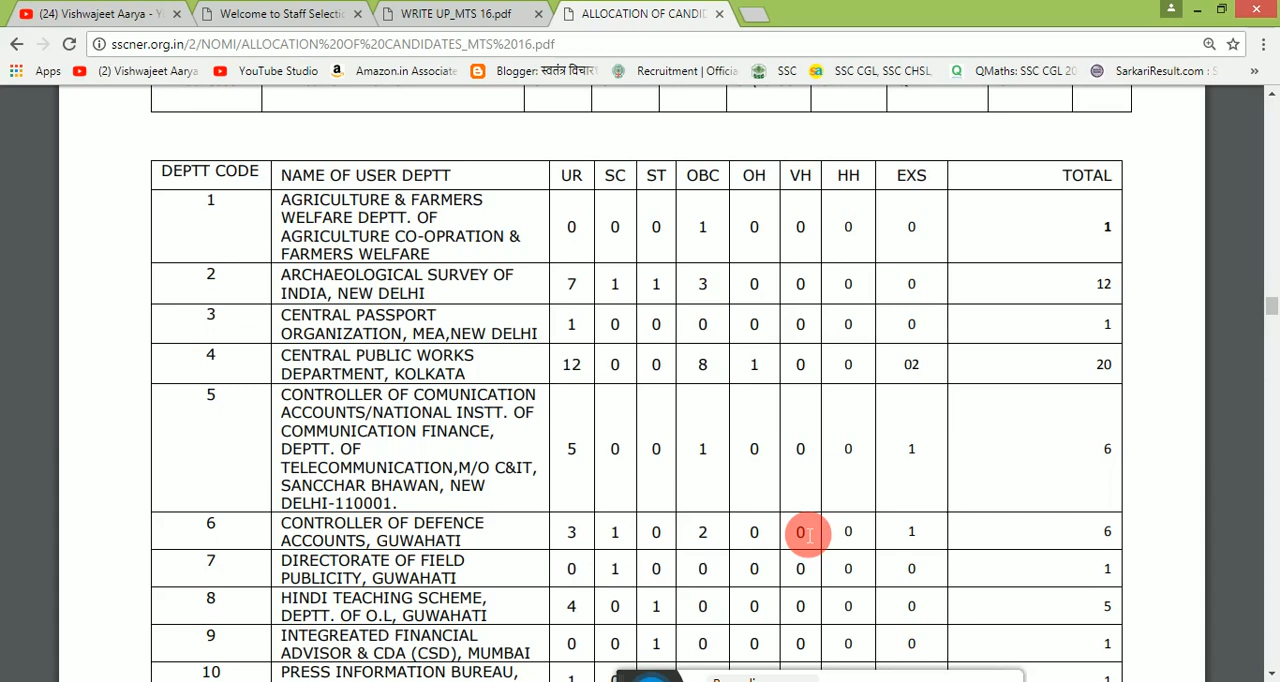 (24) Vishwajeet Aarya - Y
Welcome to Staff Selecti
WRITE UP_MTS 16.pdf
ALLOCATION OF CANDI
sscner.org.in/2/NOMI/ALLOCATION%20OF%20CANDIDATES_MTS%2016.pdf
Apps (2) Vishwajeet Aarya YouTube Studio Amazon.in Associate Blogger: स्वतंत्र विचार Recruitment | Officia SSC SSC CGL, SSC CHSL, QMaths: SSC CGL 20 SarkariResult.com : S »
DEPTT CODE NAME OF USER DEPTT UR SC ST OBC OH VH HH EXS TOTAL
1 AGRICULTURE & FARMERS
WELFARE DEPTT. OF
AGRICULTURE CO-OPRATION &
FARMERS WELFARE
0 0 0 1 0 0 0 0 1
2 ARCHAEOLOGICAL SURVEY OF
INDIA, NEW DELHI
7 1 1 3 0 0 0 0 12
3 CENTRAL PASSPORT
ORGANIZATION, MEA,NEW DELHI
1 0 0 0 0 0 0 0 1
4 CENTRAL PUBLIC WORKS
DEPARTMENT, KOLKATA
12 0 0 8 1 0 0 02 20
5 CONTROLLER OF COMUNICATION
ACCOUNTS/NATIONAL INSTT. OF
COMMUNICATION FINANCE,
DEPTT. OF
TELECOMMUNICATION,M/O C&IT,
SANCCHAR BHAWAN, NEW
DELHI-110001.
5 0 0 1 0 0 0 1 6
6 CONTROLLER OF DEFENCE
ACCOUNTS, GUWAHATI
3 1 0 2 0 0 0 1 6
7 DIRECTORATE OF FIELD
PUBLICITY, GUWAHATI
0 1 0 0 0 0 0 0 1
8 HINDI TEACHING SCHEME,
DEPTT. OF O.L, GUWAHATI
4 0 1 0 0 0 0 0 5
9 INTEGREATED FINANCIAL
ADVISOR & CDA (CSD), MUMBAI
0 0 1 0 0 0 0 0 1
10 PRESS INFORMATION BUREAU,